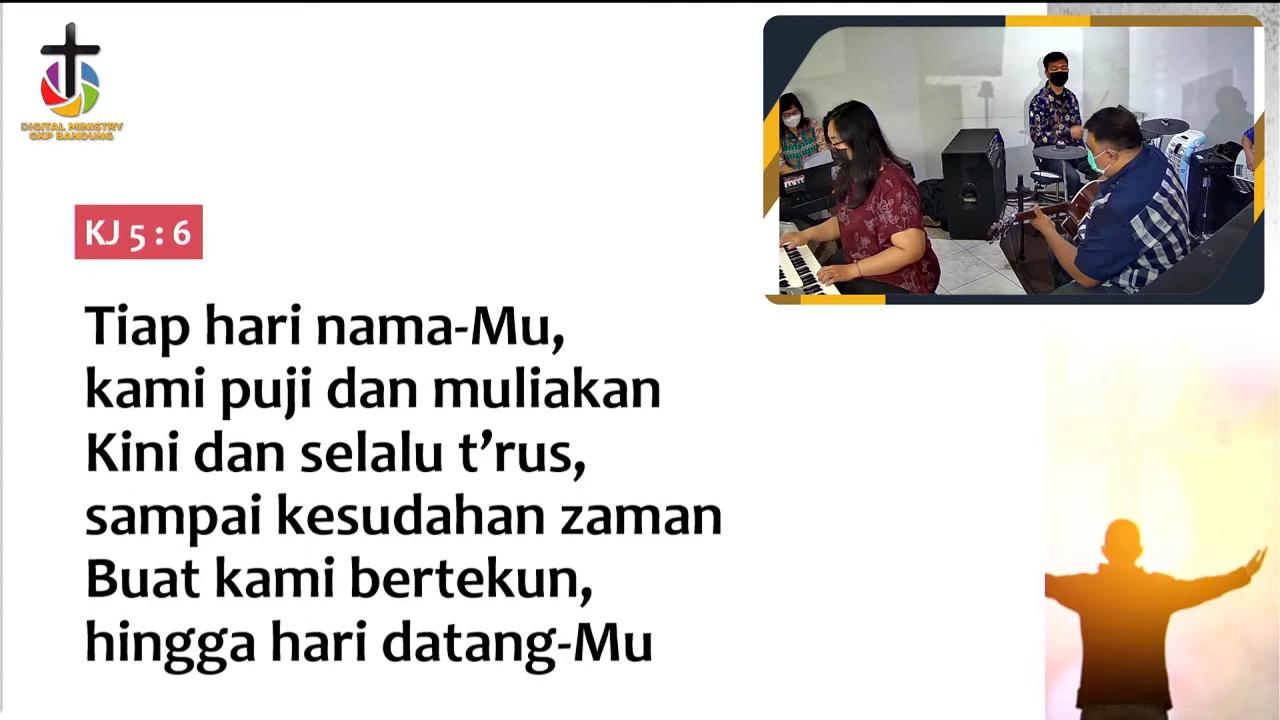 DIGITAL MINISTRY
GKP BANDUNG
KJ 5 : 6
Tiap hari nama-Mu,
kami puji dan muliakan
Kini dan selalu t’rus,
sampai kesudahan zaman
Buat kami bertekun,
hingga hari datang-Mu